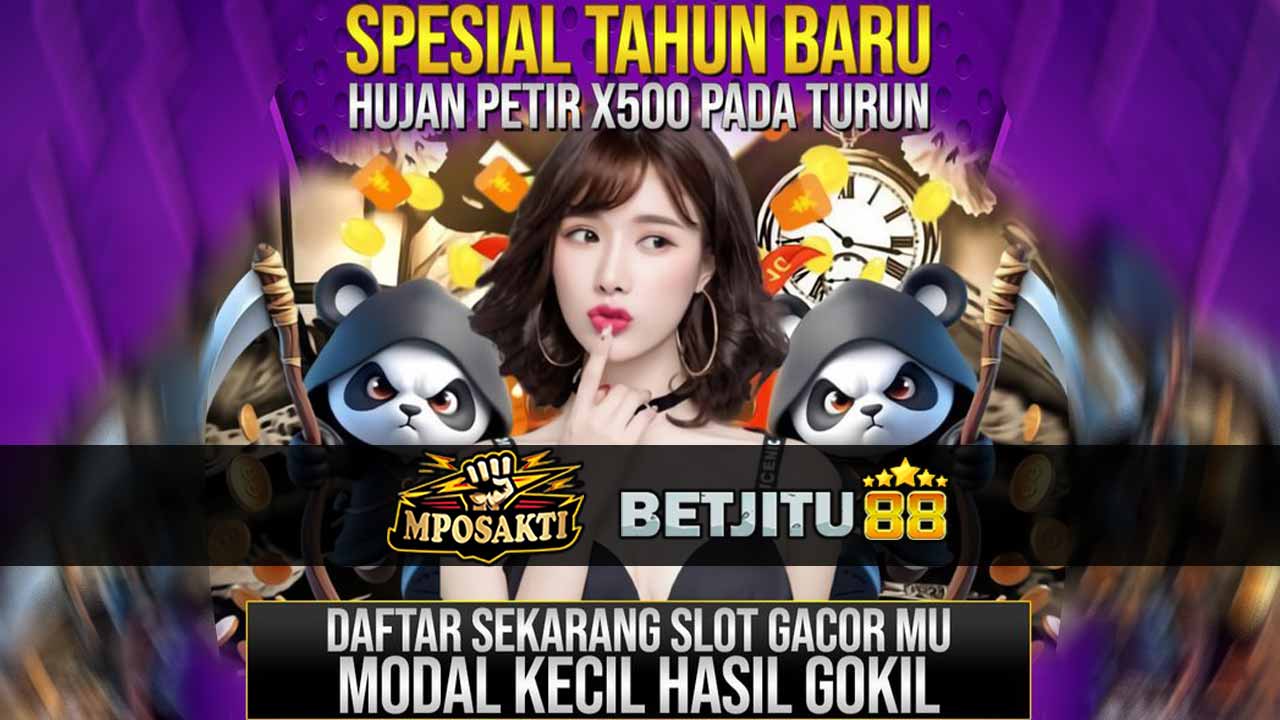 SPESIAL TAHUN BARU
HUJAN PETIR X500 PADA TURUN
MPOSAKTI
BETJITU88
DAFTAR SEKARANG SLOT GACOR MU
MODAL KECIL HASIL GOKIL